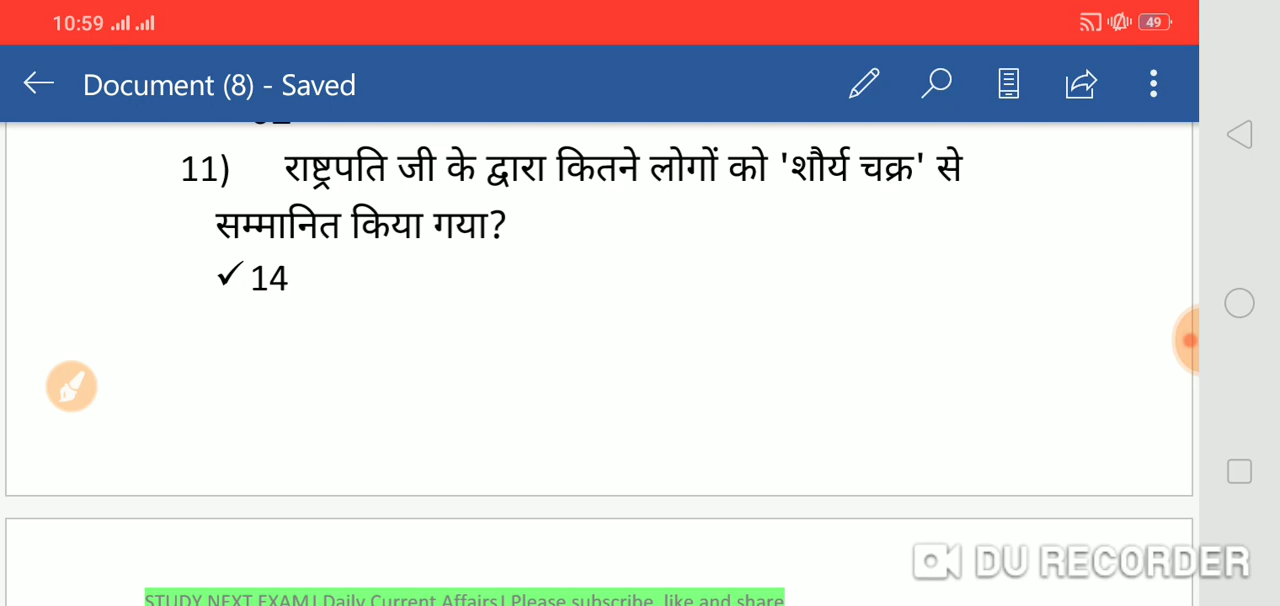 10:59
49
Document (8) - Saved
11) राष्ट्रपति जी के द्वारा कितने लोगों को 'शौर्य चक्र' से
सम्मानित किया गया?
✓ 14
DU RECORDER
STUDY NEXT EXAM I Daily Current Affairs I Please subscribe, like and share